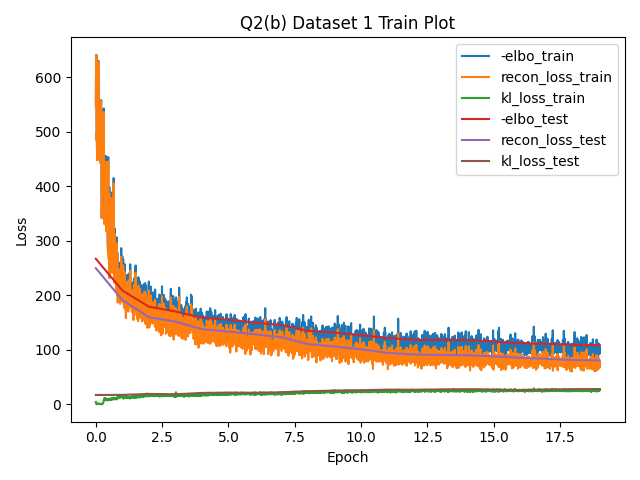 Q2(b) Dataset 1 Train Plot
-elbo_train
recon_loss_train
kl_loss_train
-elbo_test
recon_loss_test
kl_loss_test
Loss
600
500
400
300
200
100
0
0.0 2.5 5.0 7.5 10.0 12.5 15.0 17.5
Epoch